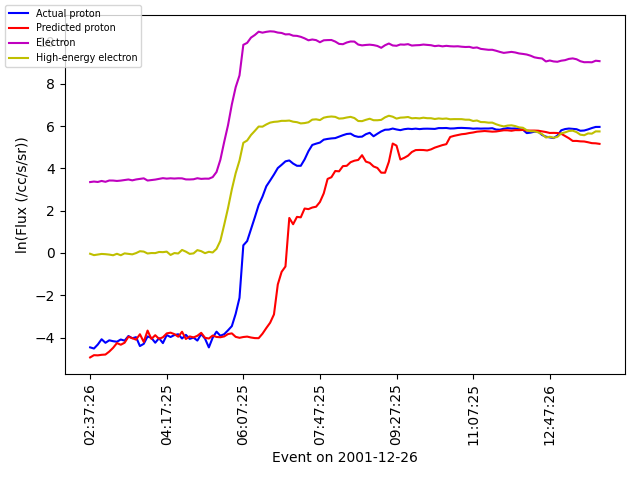 Actual proton
Predicted proton
Electron
High-energy electron
8
6
4
2
0
−2
−4
ln(Flux (/cc/s/sr))
02:37:26
04:17:25
06:07:25
07:47:25
09:27:25
11:07:25
12:47:26
Event on 2001-12-26